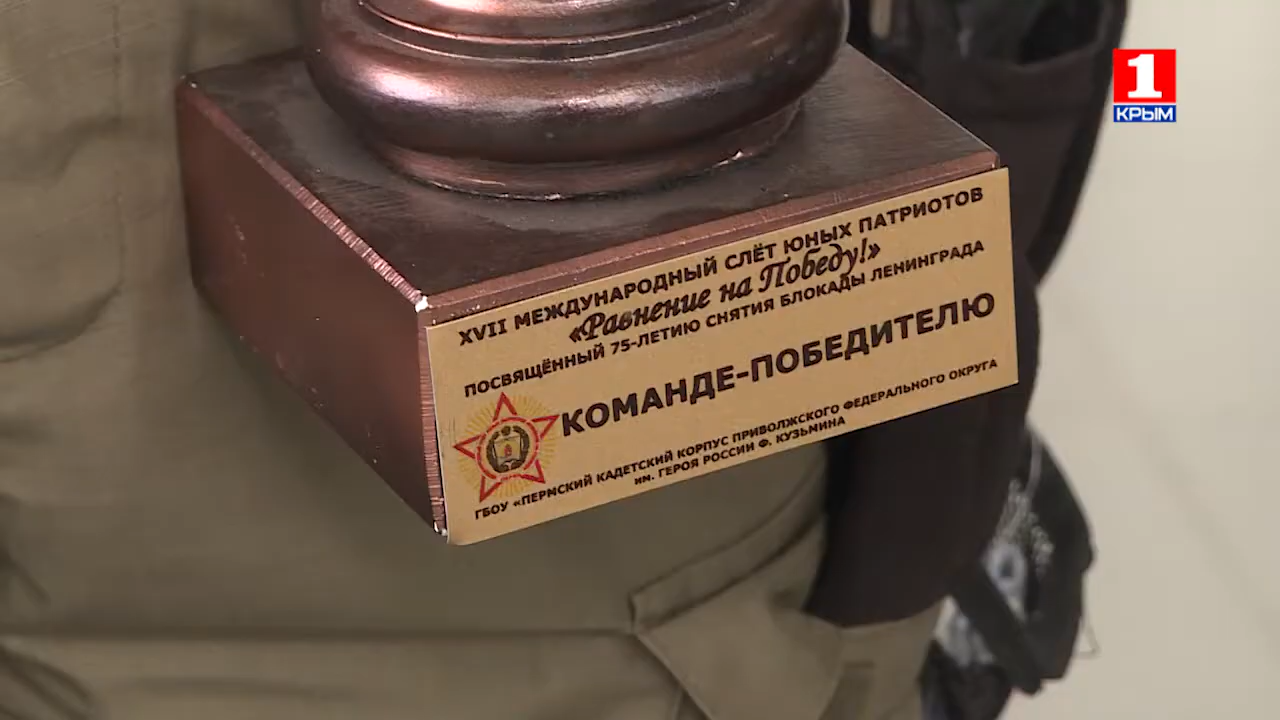 1
КРЫМ
XVII МЕЖДУНАРОДНЫЙ СЛЁТ ЮНЫХ ПАТРИОТОВ
«Равнение на Победу!»
ПОСВЯЩЁННЫЙ 75-ЛЕТИЮ СНЯТИЯ БЛОКАДЫ ЛЕНИНГРАДА
КОМАНДЕ-ПОБЕДИТЕЛЮ
ГБОУ «ПЕРМСКИЙ КАДЕТСКИЙ КОРПУС ПРИВОЛЖСКОГО ФЕДЕРАЛЬНОГО ОКРУГА
им. ГЕРОЯ РОССИИ Ф. КУЗЬМИНА